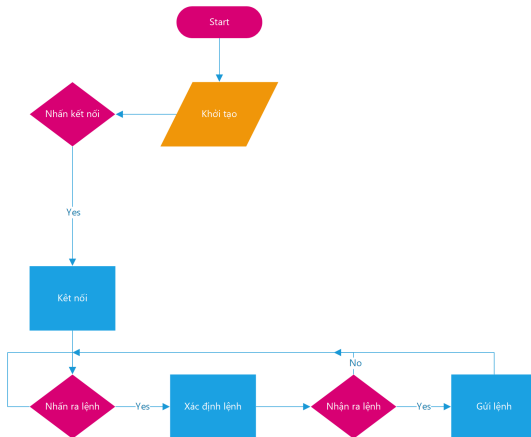 Start
Khởi tạo
Nhấn kết nối
Yes
Kết nối
No
Nhấn ra lệnh
Yes
Xác định lệnh
Nhận ra lệnh
Yes
Gửi lệnh